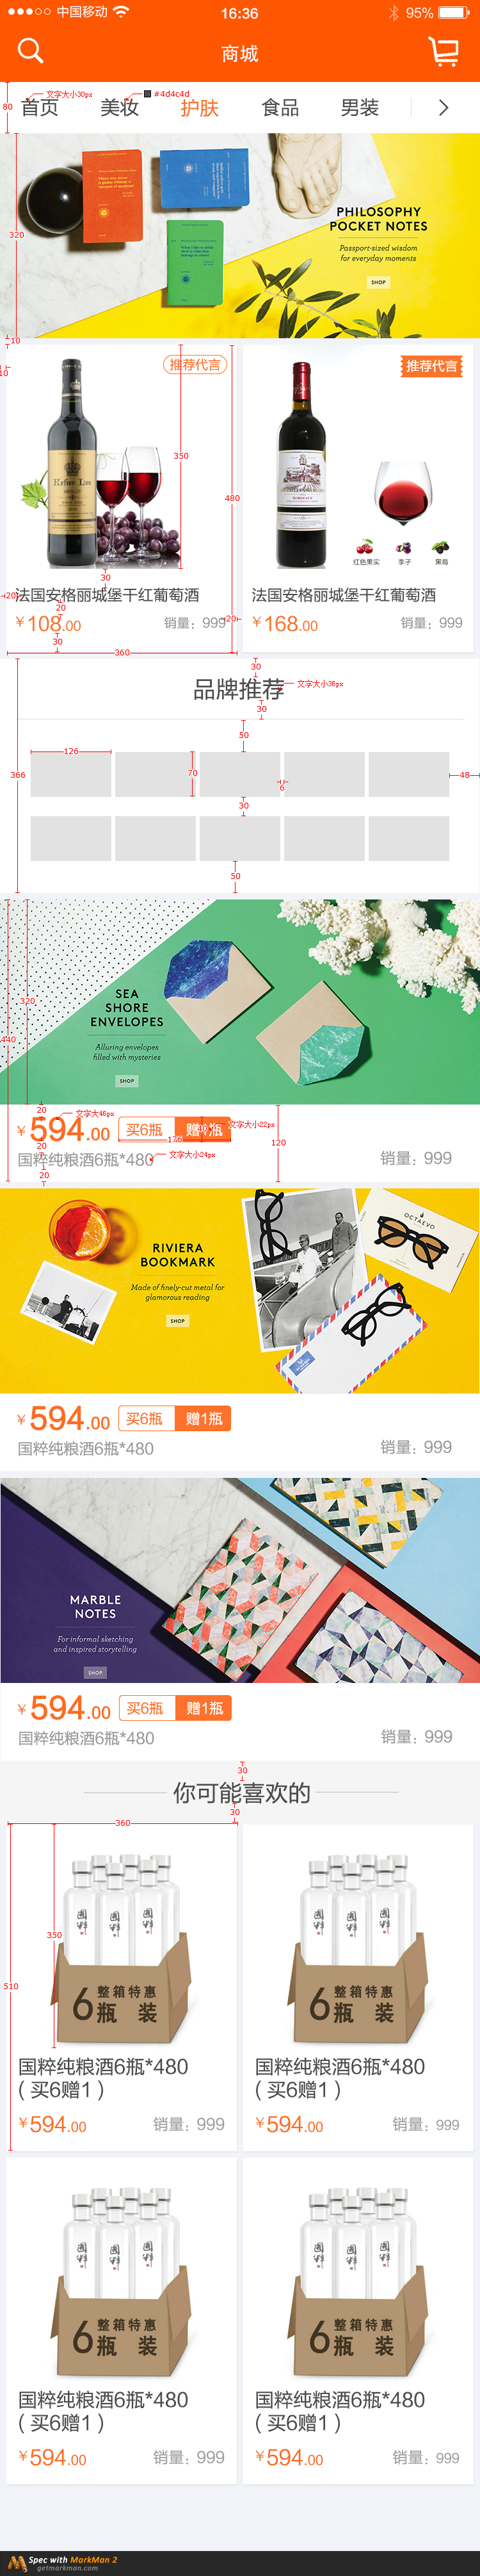 中国移动 16:36 95%
商城
文字大小30px #4d4c4d
80
首页 美妆 护肤 食品 男装
320
PHILOSOPHY
POCKET NOTES
Passport-sized wisdom
for everyday moments
SHOP
10
10
推荐代言 推荐代言
350
480
红色果实 李子 黑莓
30
20
法国安格丽城堡干红葡萄酒 法国安格丽城堡干红葡萄酒
20
¥108.00 销量：999 ¥168.00 销量：999
20
30
360
30
品牌推荐 文字大小36px
30
50
126
366 70 48
6
30
50
320
SEA
SHORE
ENVELOPES
440
Alluring envelopes
filled with mysteries
SHOP
20 文字大46px
¥594.00 买6瓶 赠1瓶 文字大小22px
40
176 120
20
国粹纯粮酒6瓶*480 文字大小24px 销量：999
20
RIVIERA
BOOKMARK
OCTAEVO
Made of finely-cut metal for
glamorous reading
SHOP
¥594.00 买6瓶 赠1瓶
国粹纯粮酒6瓶*480 销量：999
MARBLE
NOTES
For informal sketching
and inspired storytelling
SHOP
¥594.00 买6瓶 赠1瓶
国粹纯粮酒6瓶*480 销量：999
30
你可能喜欢的
30
360
350
510
6瓶装 整箱特惠 6瓶装 整箱特惠
国粹纯粮酒6瓶*480 国粹纯粮酒6瓶*480
( 买6赠1 ) ( 买6赠1 )
¥594.00 销量：999 ¥594.00 销量：999
6瓶装 整箱特惠 6瓶装 整箱特惠
国粹纯粮酒6瓶*480 国粹纯粮酒6瓶*480
( 买6赠1 ) ( 买6赠1 )
¥594.00 销量：999 ¥594.00 销量：999
Spec with MarkMan 2
getmarkman.com